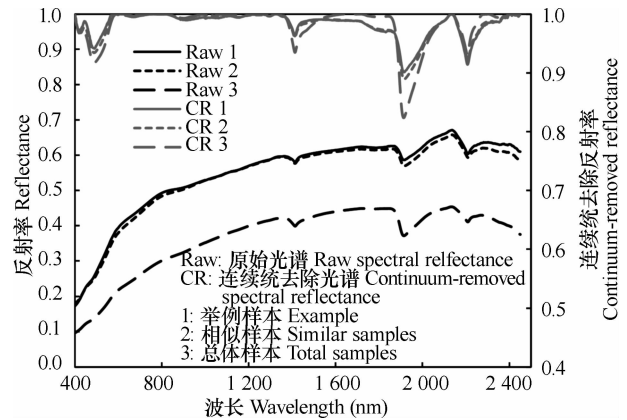 1.0
0.9
0.8
0.7
0.6
0.5
0.4
0.3
0.2
0.1
0.0
反射率 Reflectance
Raw 1
Raw 2
Raw 3
CR 1
CR 2
CR 3
Raw: 原始光谱 Raw spectral relfectance
CR: 连续统去除光谱 Continuum-removed
spectral reflectance
1: 举例样本 Example
2: 相似样本 Similar samples
3: 总体样本 Total samples
1.0
0.9
0.8
0.7
0.6
0.5
0.4
连续统去除反射率
Continuum-removed reflectance
400
800
1 200
1 600
2 000
2 400
波长 Wavelength (nm)